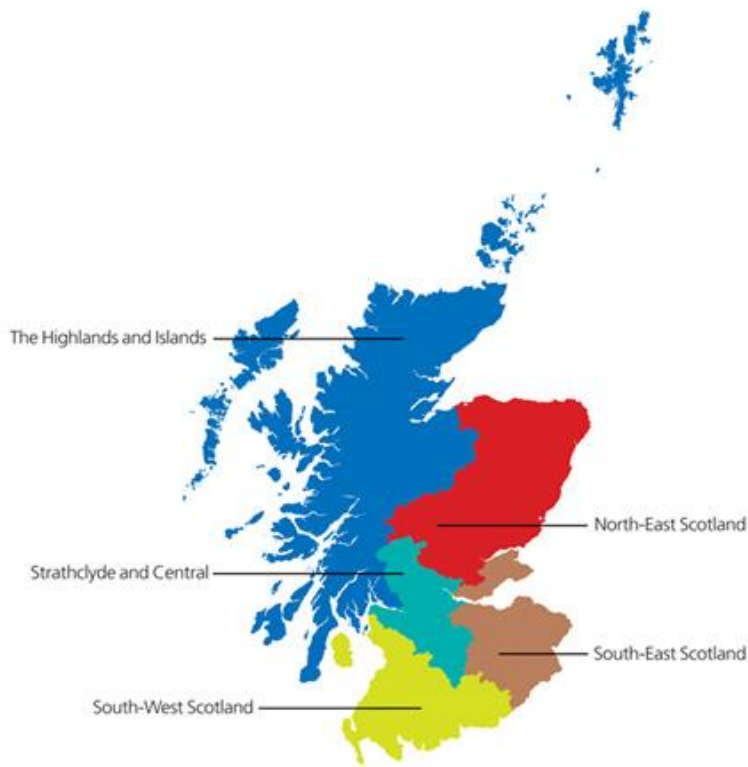 The Highlands and Islands
North-East Scotland
Strathclyde and Central
South-East Scotland
South-West Scotland